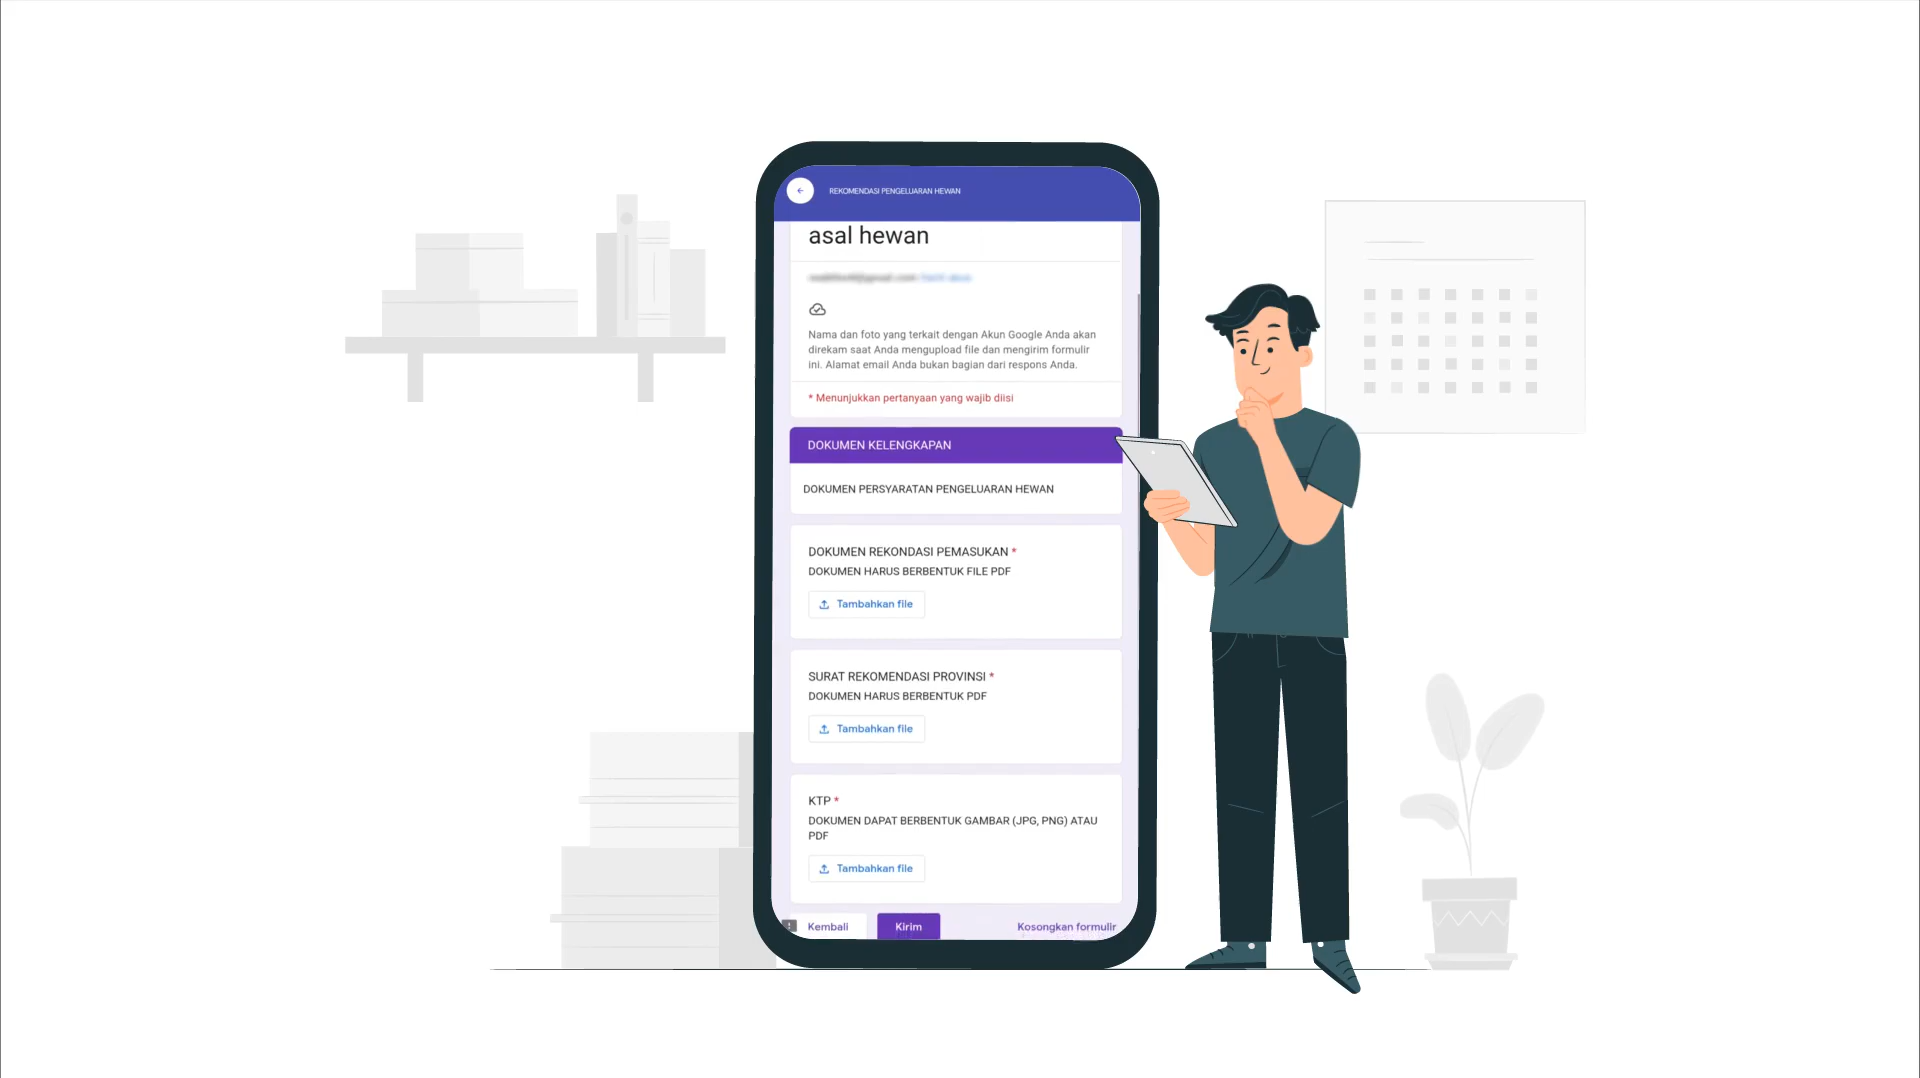 REKOMENDASI PENGELUARAN HEWAN
asal hewan
Nama dan foto yang terkait dengan Akun Google Anda akan
direkam saat Anda mengupload file dan mengirim formulir
ini. Alamat email Anda bukan bagian dari respons Anda.
* Menunjukkan pertanyaan yang wajib diisi
DOKUMEN KELENGKAPAN
DOKUMEN PERSYARATAN PENGELUARAN HEWAN
DOKUMEN REKONDASI PEMASUKAN *
DOKUMEN HARUS BERBENTUK FILE PDF
Tambahkan file
SURAT REKOMENDASI PROVINSI *
DOKUMEN HARUS BERBENTUK PDF
Tambahkan file
KTP *
DOKUMEN DAPAT BERBENTUK GAMBAR (JPG, PNG) ATAU
PDF
Tambahkan file
Kembali
Kirim
Kosongkan formulir